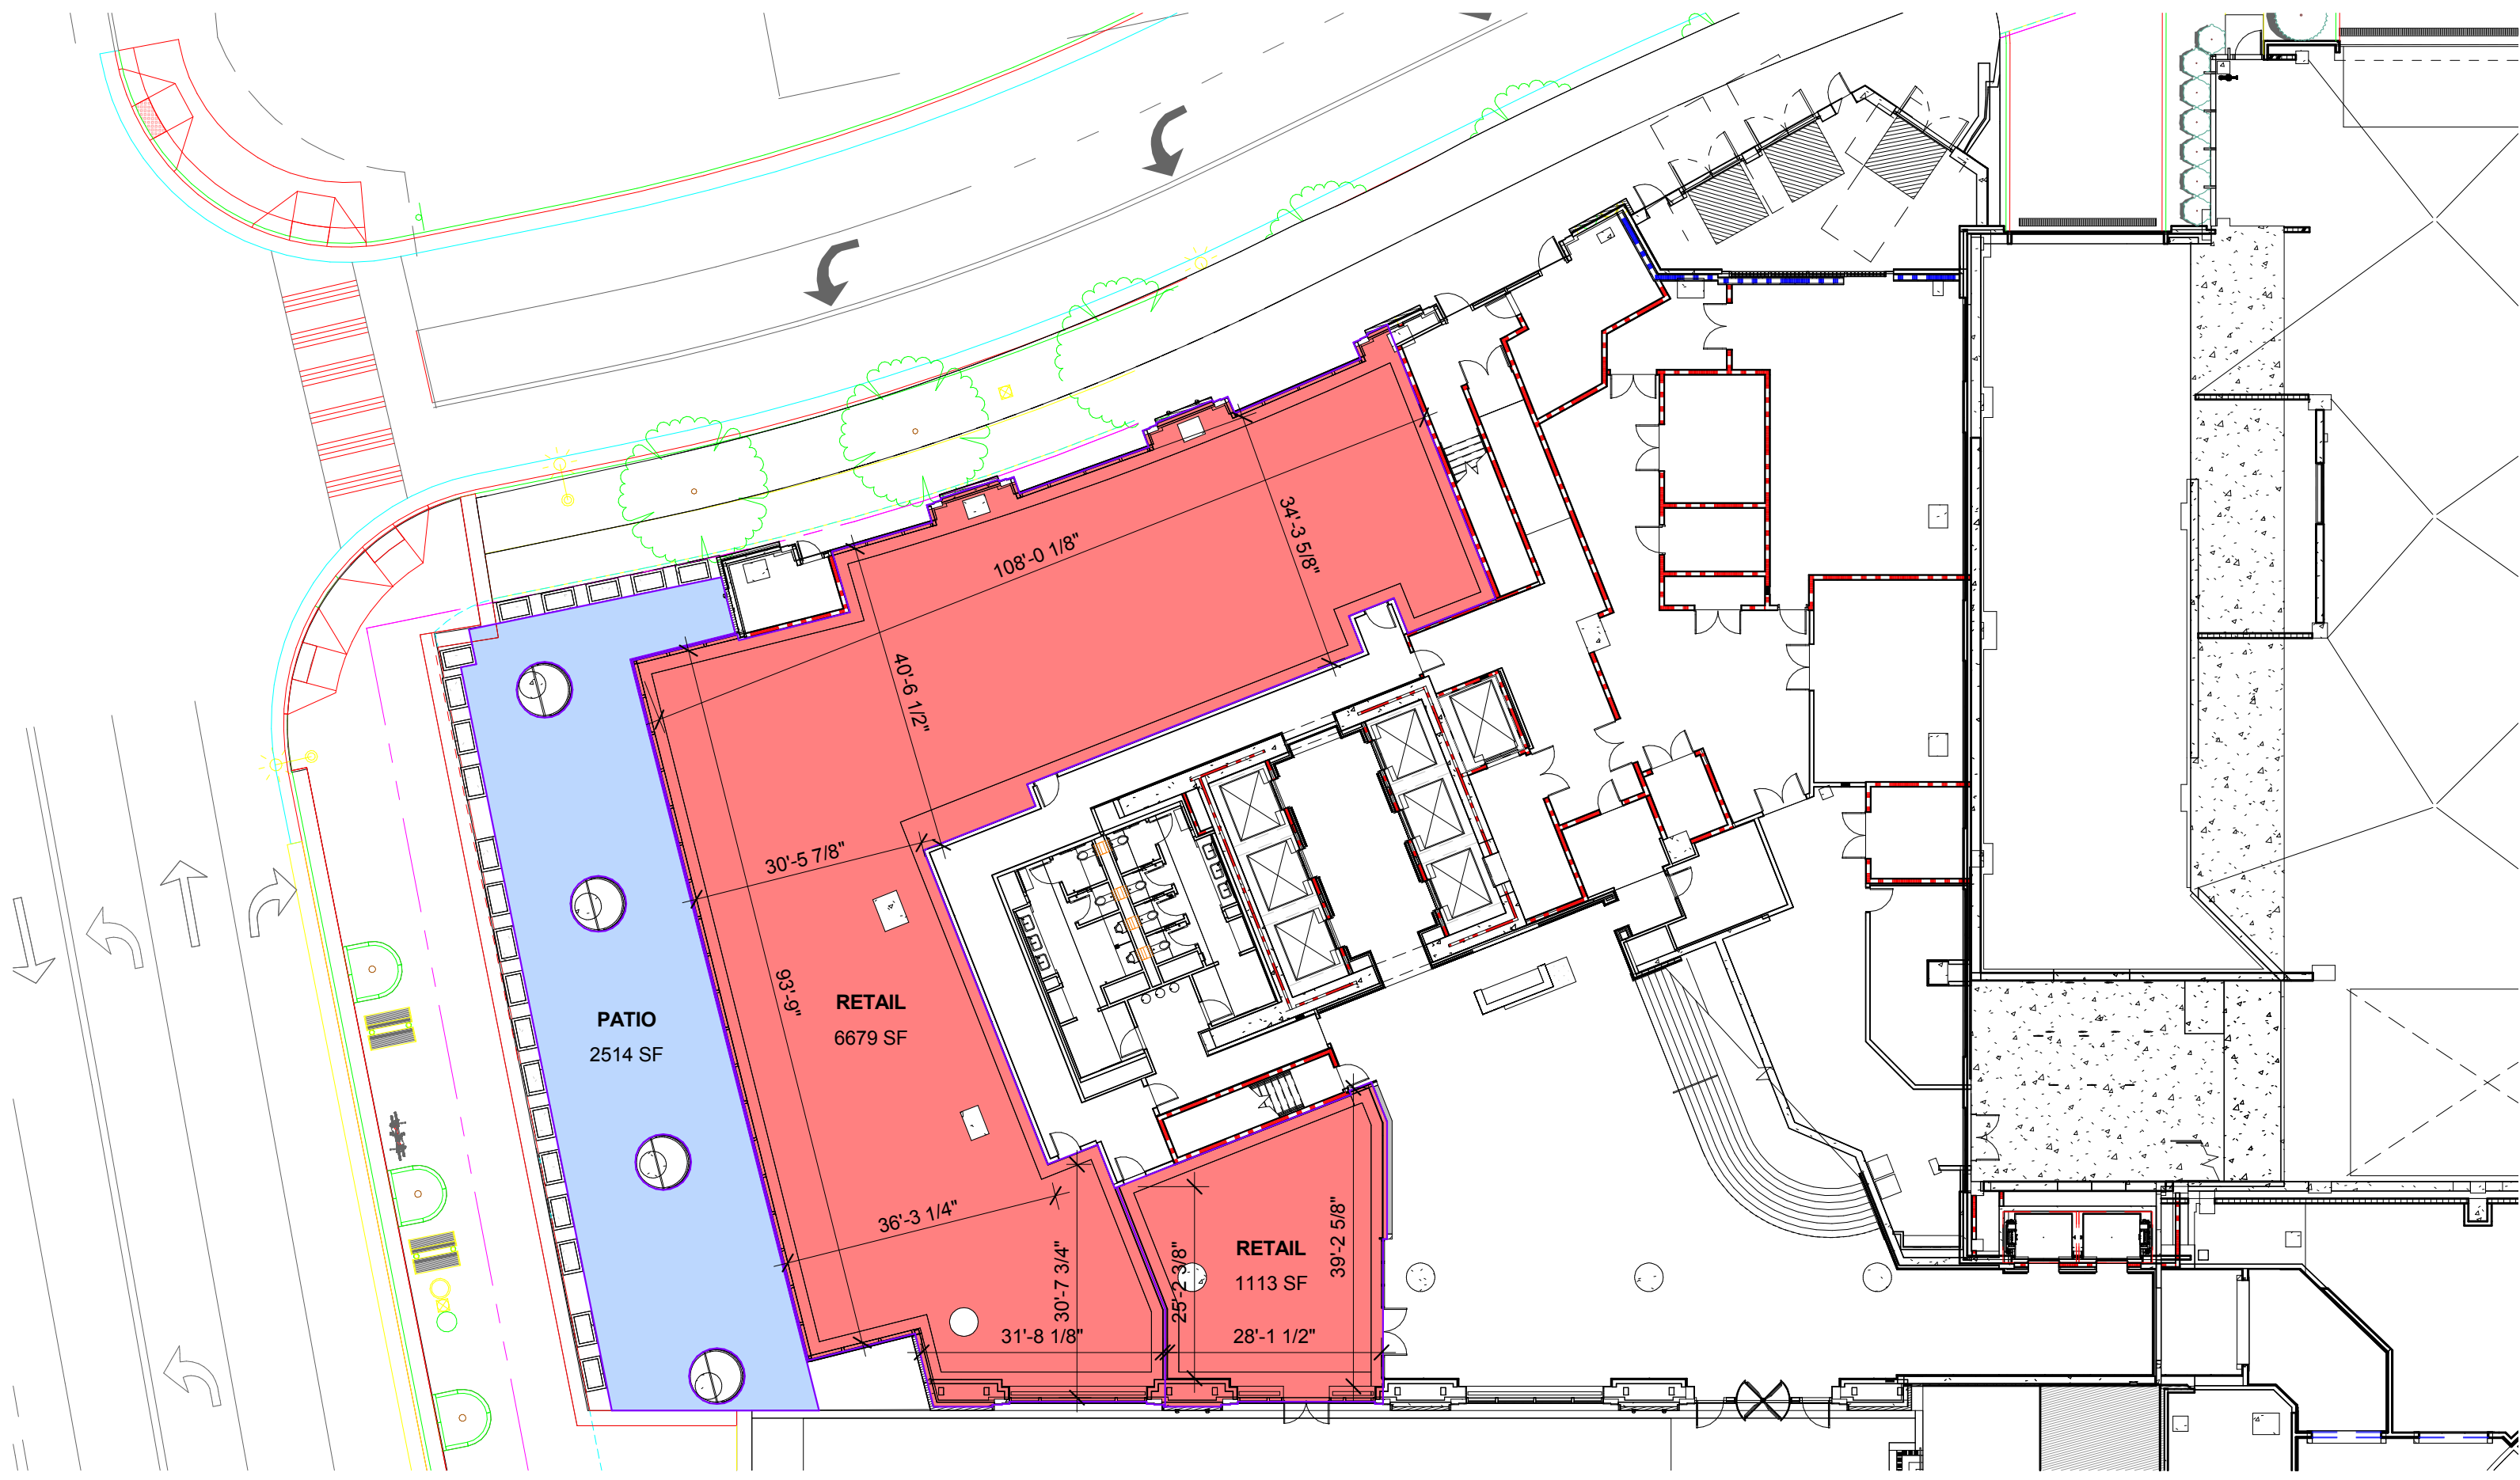 108'-0 1/8"
34'-3 5/8"
40'-6 1/2"
30'-5 7/8"
93'-9"
RETAIL
6679 SF
PATIO
2514 SF
36'-3 1/4"
30'-7 3/4"
31'-8 1/8"
25'-2 3/8"
39'-2 5/8"
RETAIL
1113 SF
28'-1 1/2"